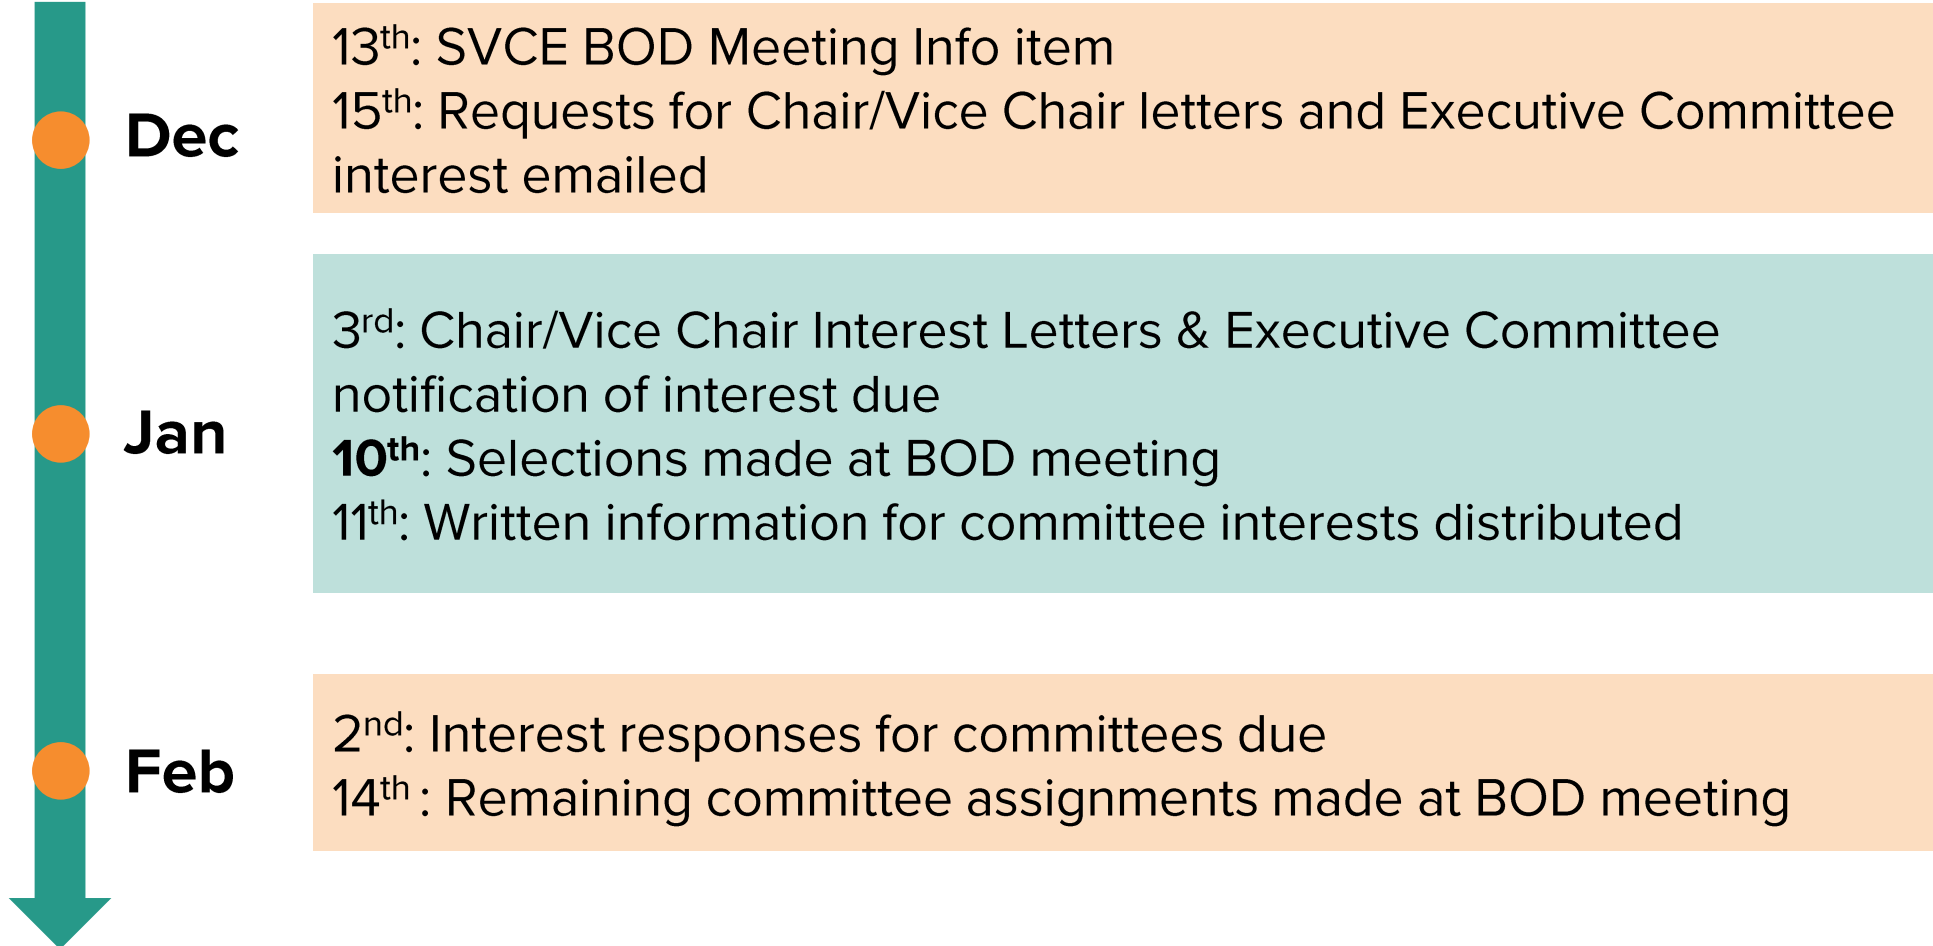 Dec
13th: SVCE BOD Meeting Info item
15th: Requests for Chair/Vice Chair letters and Executive Committee
interest emailed
Jan
3rd: Chair/Vice Chair Interest Letters & Executive Committee
notification of interest due
10th: Selections made at BOD meeting
11th: Written information for committee interests distributed
Feb
2nd: Interest responses for committees due
14th : Remaining committee assignments made at BOD meeting